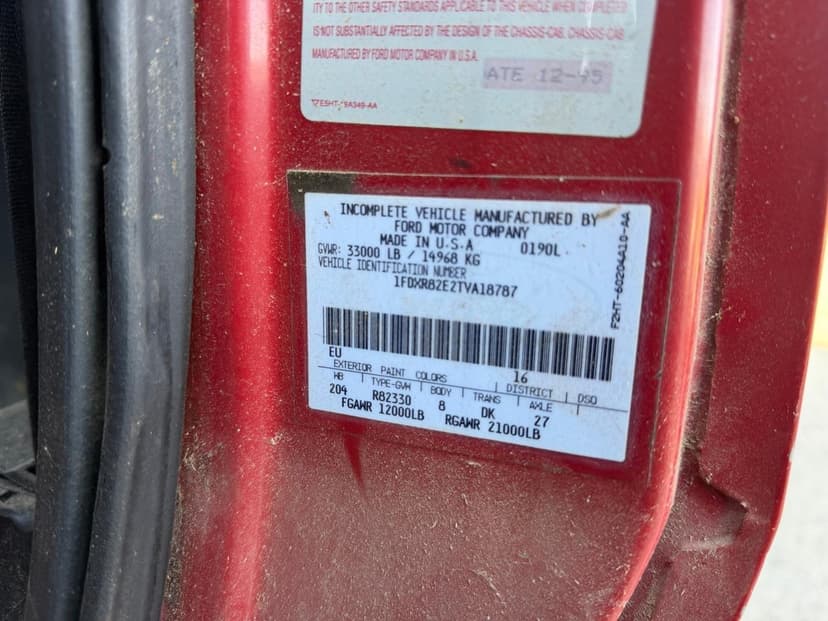 ITY TO THE OTHER SAFETY STANDARDS APPLICABLE TO THIS VEHICLE WHEN COMPLETED
IS NOT SUBSTANTIALLY AFFECTED BY THE DESIGN OF THE CHASSIS-CAB. CHASSIS-CAB
MANUFACTURED BY FORD MOTOR COMPANY IN U.S.A.
ATE 12-95
INCOMPLETE VEHICLE MANUFACTURED BY
FORD MOTOR COMPANY
MADE IN U.S.A 0190L
GVWR: 33000 LB / 14968 KG
VEHICLE IDENTIFICATION NUMBER
1FDXR82E2TVA18787
F2HT-60204A10-AA
EU 16
EXTERIOR PAINT COLORS DISTRICT DSO
WB TYPE-GVW BODY TRANS AXLE
204 R82330 8 DK 27
FGAWR 12000LB RGAWR 21000LB